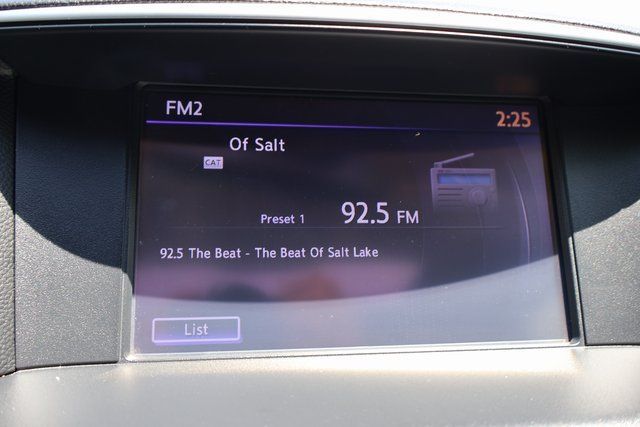 FM2
2:25
Of Salt
CAT
Preset 1 92.5 FM
92.5 The Beat - The Beat Of Salt Lake
List